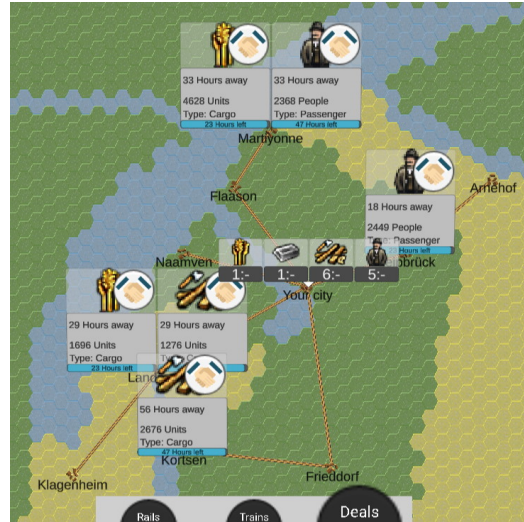 33 Hours away
4628 Units
Type: Cargo
23 Hours left
33 Hours away
2368 People
Type: Passenger
47 Hours left
Martiyonne
18 Hours away
2449 People
Type: Passenger
Hours left
Arnehof
Flaason
Naamven
1:-
1:-
6:-
5:-
Your city
29 Hours away
1696 Units
Type: Cargo
23 Hours left
29 Hours away
1276 Units
Type:
56 Hours away
2676 Units
Type: Cargo
47 Hours left
Kortsen
Klagenheim
Frieddorf
Rails
Trains
Deals